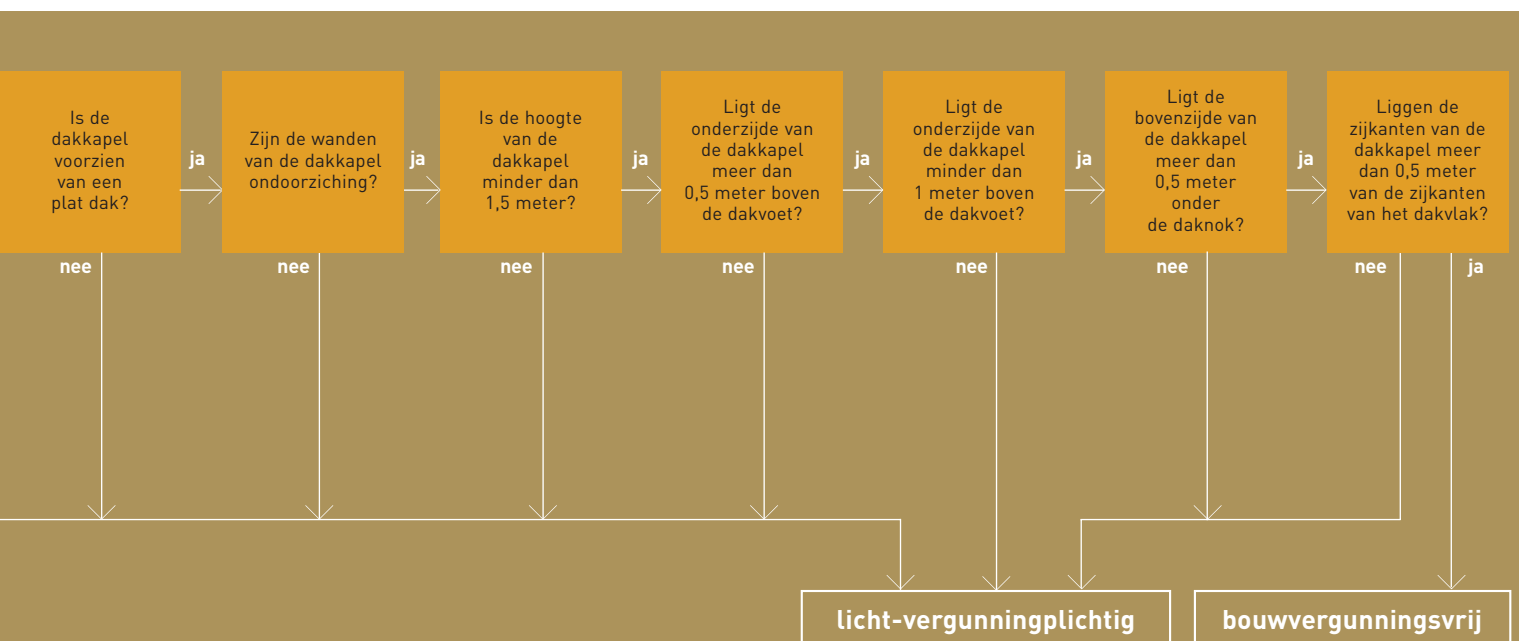 Is de
dakkapel
voorzien
van een
plat dak?
ja
nee
Zijn de wanden
van de dakkapel
ondoorziching?
ja
nee
Is de hoogte
van de
dakkapel
minder dan
1,5 meter?
ja
nee
Ligt de
onderzijde van
de dakkapel
meer dan
0,5 meter boven
de dakvoet?
ja
nee
Ligt de
onderzijde van
de dakkapel
minder dan
1 meter boven
de dakvoet?
ja
nee
Ligt de
bovenzijde van
de dakkapel
meer dan
0,5 meter
onder
de daknok?
ja
nee
Liggen de
zijkanten van de
dakkapel meer
dan 0,5 meter
van de zijkanten
van het dakvlak?
nee
ja
licht-vergunningplichtig
bouwvergunningsvrij